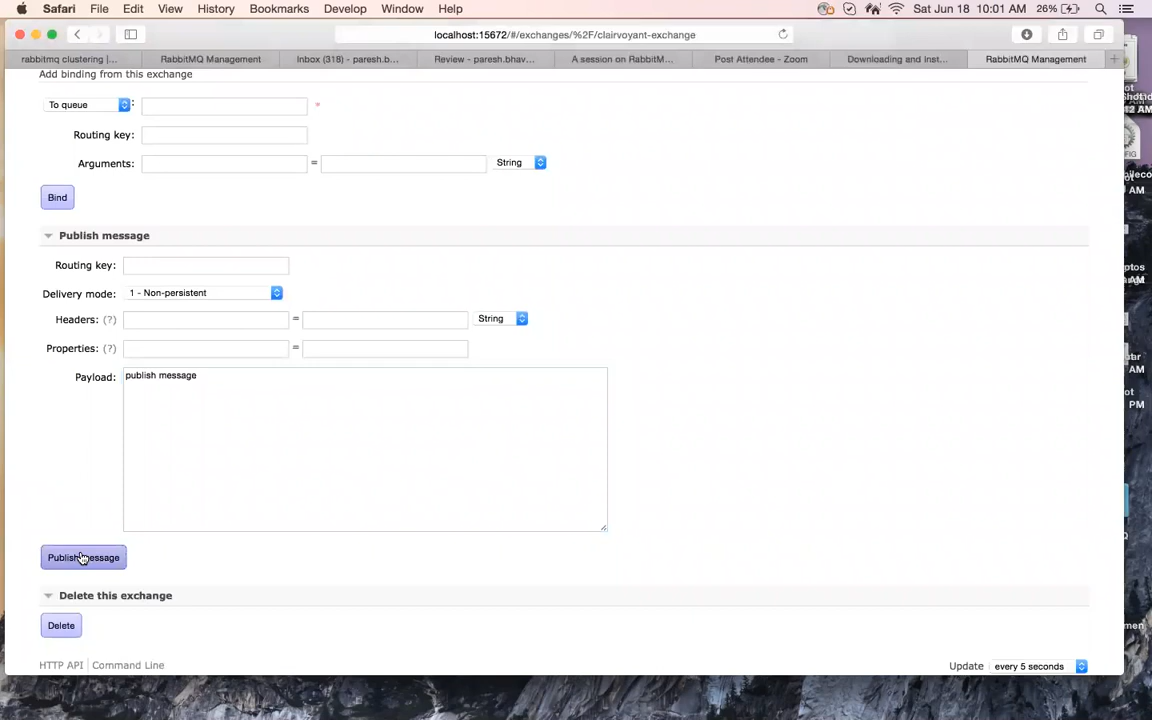 Safari File Edit View History Bookmarks Develop Window Help Sat Jun 18 10:01 AM 26%
localhost:15672/#/exchanges/%2F/clairvoyant-exchange
rabbitmq clustering |... RabbitMQ Management Inbox (318) - paresh.b... Review - paresh.bhav... A session on RabbitM... Post Attendee - Zoom Downloading and Inst... RabbitMQ Management
Add binding from this exchange
To queue : *
Routing key:
Arguments: = String
Bind
Publish message
Routing key:
Delivery mode: 1 - Non-persistent
Headers: (?) = String
Properties: (?) =
Payload: publish message
Publish message
Delete this exchange
Delete
HTTP API Command Line Update every 5 seconds